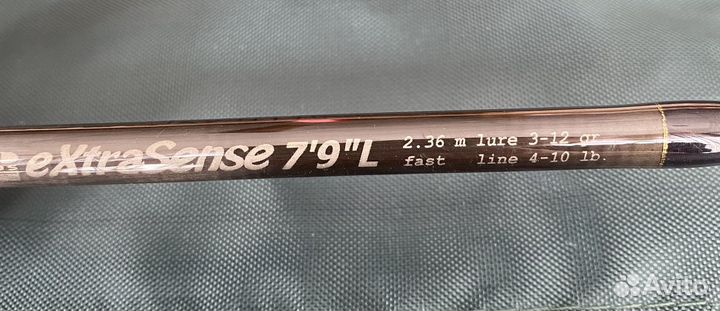 eXtraSense 7'9"L
2.36 m lure 3-12 gr
fast line 4-10 lb.
Avito